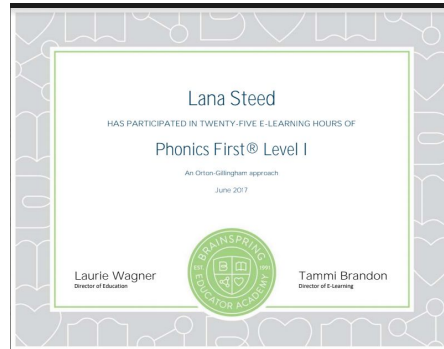 Lana Steed
HAS PARTICIPATED IN TWENTY-FIVE E-LEARNING HOURS OF
Phonics First® Level I
An Orton-Gillingham approach
June 2017
BRAINSPRING
EST 1991
EDUCATOR ACADEMY
Laurie Wagner
Director of Education
Tammi Brandon
Director of E-Learning